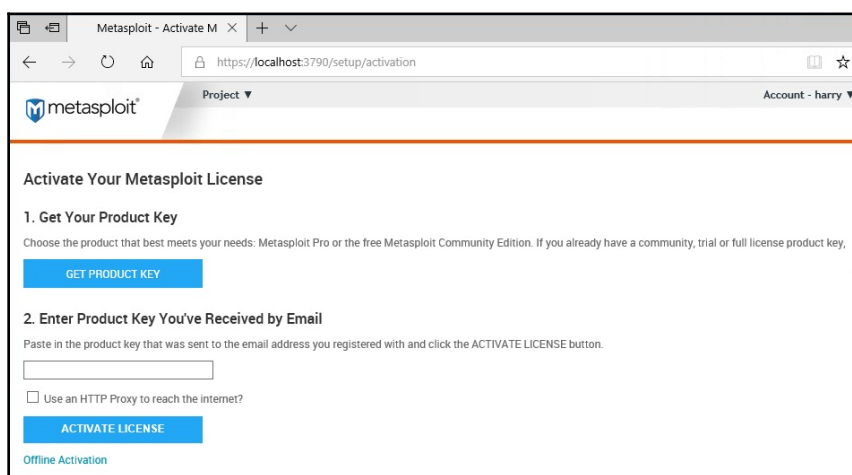 Metasploit - Activate M
https://localhost:3790/setup/activation
metasploit®
Project ▼
Account - harry ▼
Activate Your Metasploit License
1. Get Your Product Key
Choose the product that best meets your needs: Metasploit Pro or the free Metasploit Community Edition. If you already have a community, trial or full license product key,
GET PRODUCT KEY
2. Enter Product Key You've Received by Email
Paste in the product key that was sent to the email address you registered with and click the ACTIVATE LICENSE button.
Use an HTTP Proxy to reach the internet?
ACTIVATE LICENSE
Offline Activation